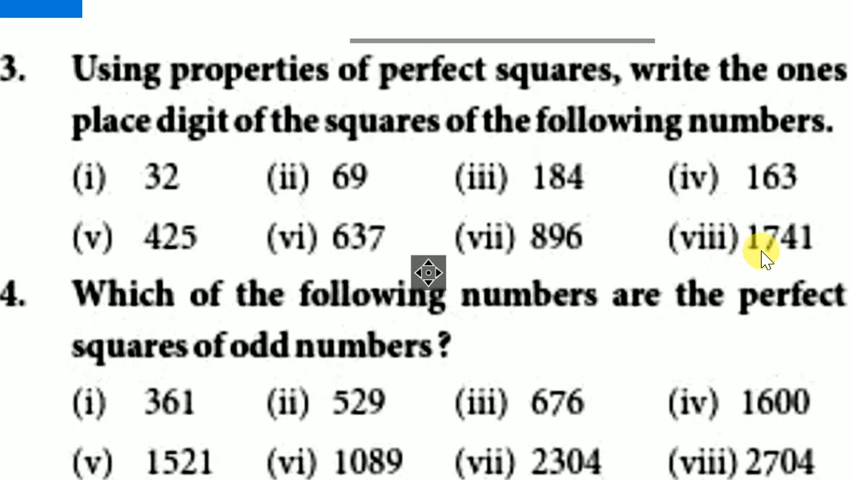 3. Using properties of perfect squares, write the ones
place digit of the squares of the following numbers.
(i) 32 (ii) 69 (iii) 184 (iv) 163
(v) 425 (vi) 637 (vii) 896 (viii) 1741
4. Which of the following numbers are the perfect
squares of odd numbers?
(i) 361 (ii) 529 (iii) 676 (iv) 1600
(v) 1521 (vi) 1089 (vii) 2304 (viii) 2704